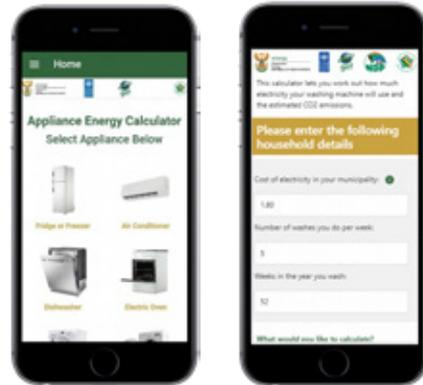 Home
energy
Appliance Energy Calculator
Select Appliance Below
Fridge or Freezer
Air Conditioner
Dishwasher
Electric Oven
energy
This calculator lets you work out how much
electricity your washing machine will use and
the estimated CO2 emissions.
Please enter the following
household details
Cost of electricity in your municipality:
1.80
Number of washes you do per week:
5
Weeks in the year you wash:
52
What would you like to calculate?